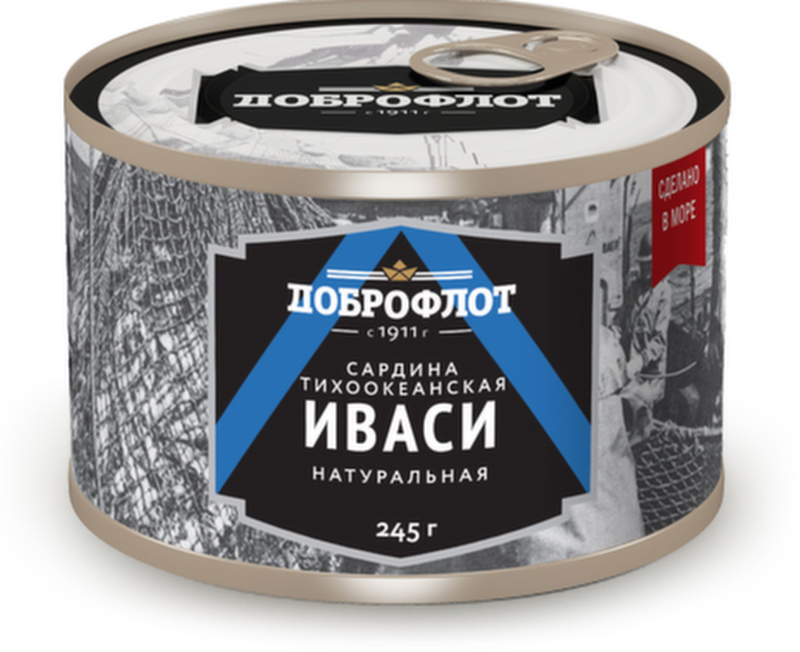 ДОБРОФЛОТ
с 1911 г
СДЕЛАНО
В МОРЕ
ДОБРОФЛОТ
с 1911 г
САРДИНА
ТИХООКЕАНСКАЯ
ИВАСИ
НАТУРАЛЬНАЯ
245 г